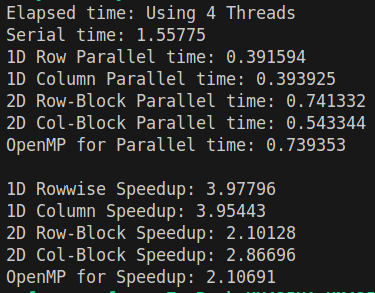 Elapsed time: Using 4 Threads
Serial time: 1.55775
1D Row Parallel time: 0.391594
1D Column Parallel time: 0.393925
2D Row-Block Parallel time: 0.741332
2D Col-Block Parallel time: 0.543344
OpenMP for Parallel time: 0.739353
1D Rowwise Speedup: 3.97796
1D Column Speedup: 3.95443
2D Row-Block Speedup: 2.10128
2D Col-Block Speedup: 2.86696
OpenMP for Speedup: 2.10691